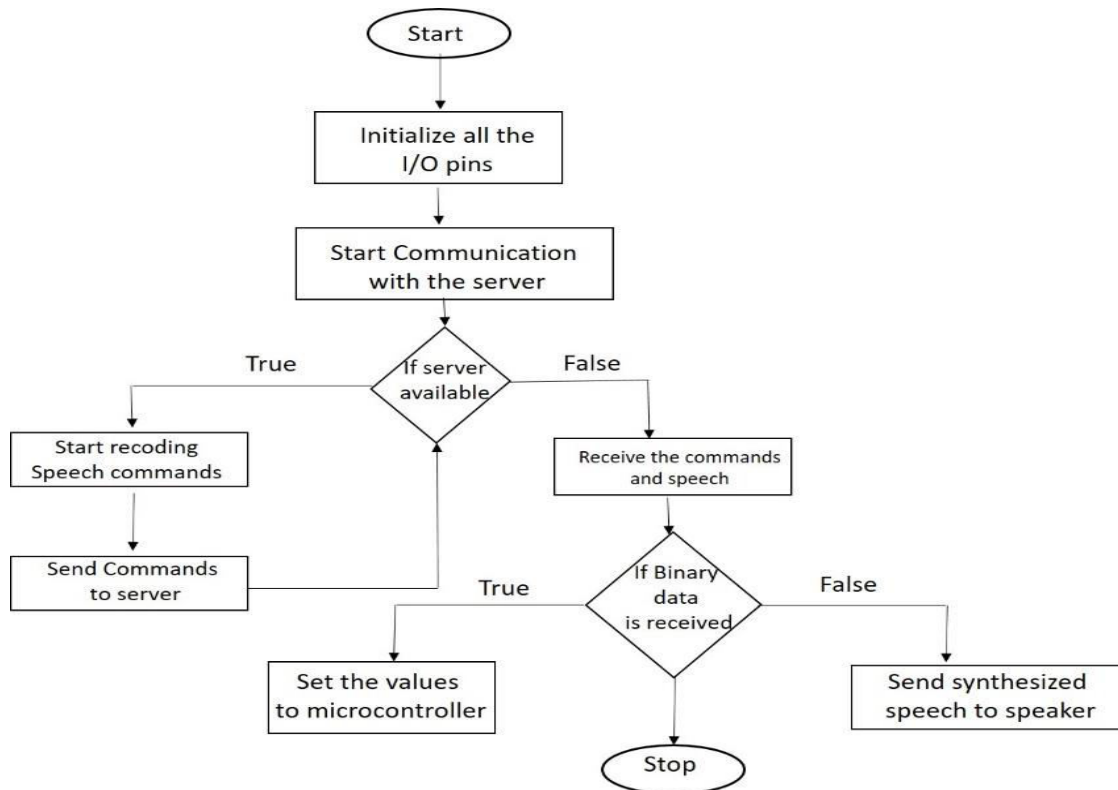 Start
Initialize all the
I/O pins
Start Communication
with the server
If server
available
True
False
Start recoding
Speech commands
Receive the commands
and speech
Send Commands
to server
If Binary
data
is received
True
False
Set the values
to microcontroller
Send synthesized
speech to speaker
Stop